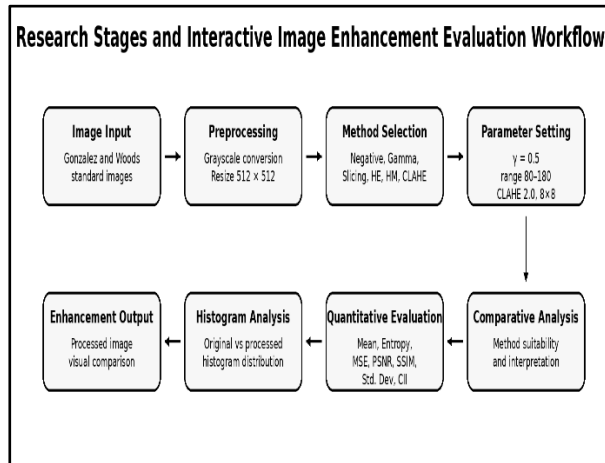 Research Stages and Interactive Image Enhancement Evaluation Workflow
Image Input
Gonzalez and Woods
standard images
Preprocessing
Grayscale conversion
Resize 512 × 512
Method Selection
Negative, Gamma,
Slicing, HE, HM, CLAHE
Parameter Setting
γ = 0.5
range 80–180
CLAHE 2.0, 8×8
Comparative Analysis
Method suitability
and interpretation
Quantitative Evaluation
Mean, Entropy,
MSE, PSNR, SSIM,
Std. Dev, CII
Histogram Analysis
Original vs processed
histogram distribution
Enhancement Output
Processed image
visual comparison